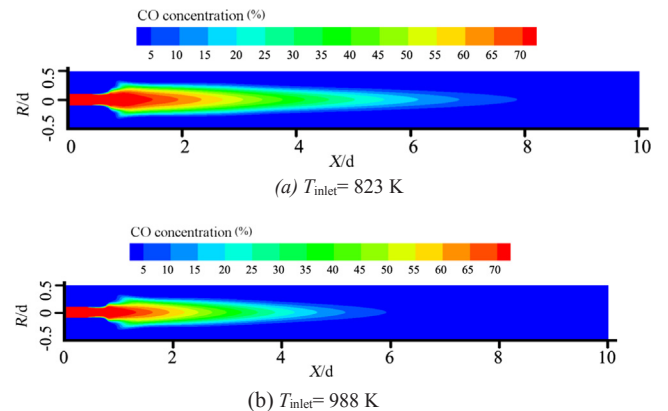 CO concentration (%)
5 10 15 20 25 30 35 40 45 50 55 60 65 70
R/d
0.5
0
-0.5
0 2 4 6 8 10
X/d
(a) Tinlet= 823 K
CO concentration (%)
5 10 15 20 25 30 35 40 45 50 55 60 65 70
R/d
0.5
0
-0.5
0 2 4 6 8 10
X/d
(b) Tinlet= 988 K